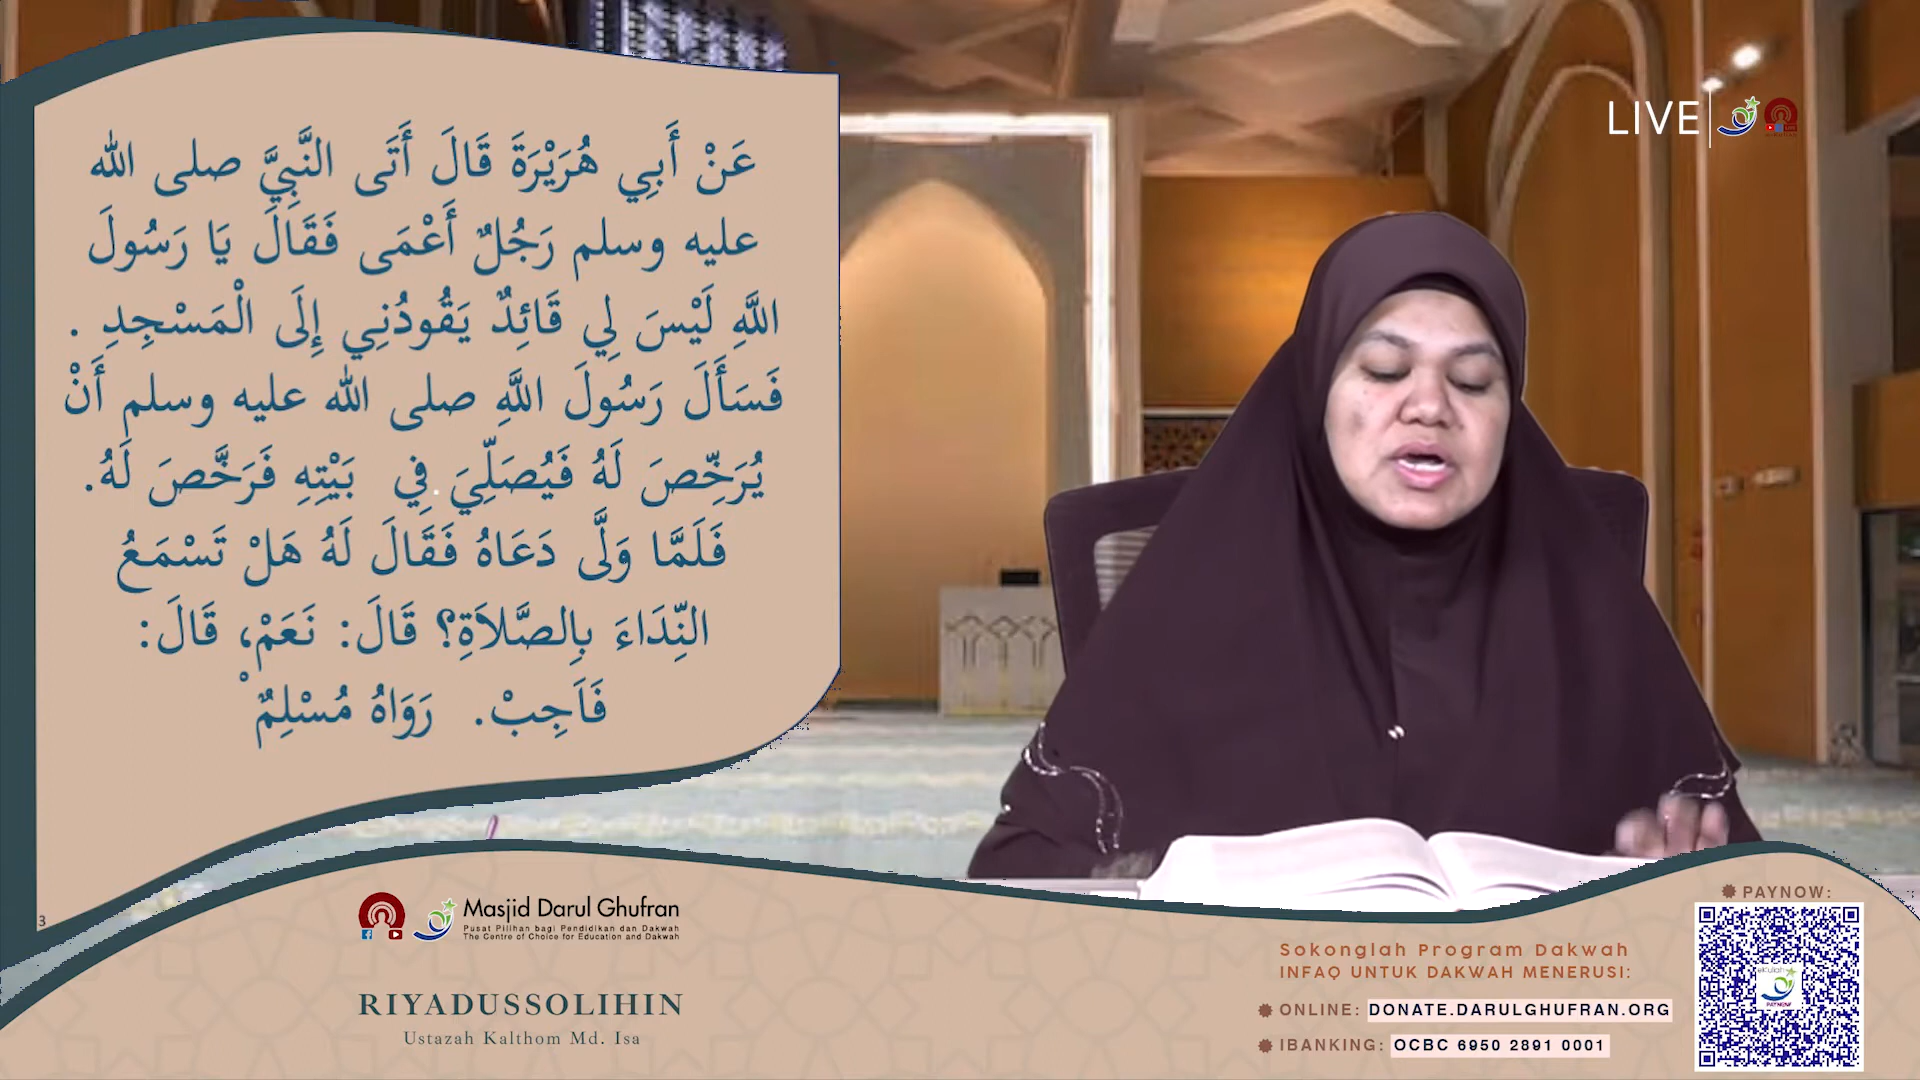 عَنْ أَبِي هُرَيْرَةَ قَالَ أَتَى النَّبِيَّ صلى الله
عليه وسلم رَجُلٌ أَعْمَى فَقَالَ يَا رَسُولَ
اللَّهِ لَيْسَ لِي قَائِدٌ يَقُودُنِي إِلَى الْمَسْجِدِ .
فَسَأَلَ رَسُولَ اللَّهِ صلى الله عليه وسلم أَنْ
يُرَخِّصَ لَهُ فَيُصَلِّيَ فِي بَيْتِهِ فَرَخَّصَ لَهُ.
فَلَمَّا وَلَّى دَعَاهُ فَقَالَ لَهُ هَلْ تَسْمَعُ
النِّدَاءَ بِالصَّلاَةِ؟ قَالَ: نَعَمْ، قَالَ:
فَاَجِبْ. رَوَاهُ مُسْلِمٌ
3
LIVE
Masjid Darul Ghufran
Pusat Pilihan bagi Pendidikan dan Dakwah
The Centre of Choice for Education and Dakwah
RIYADUSSOLIHIN
Ustazah Kalthom Md. Isa
Sokonglah Program Dakwah
INFAQ UNTUK DAKWAH MENERUSI:
ONLINE: DONATE.DARULGHUFRAN.ORG
IBANKING: OCBC 6950 2891 0001
PAYNOW: